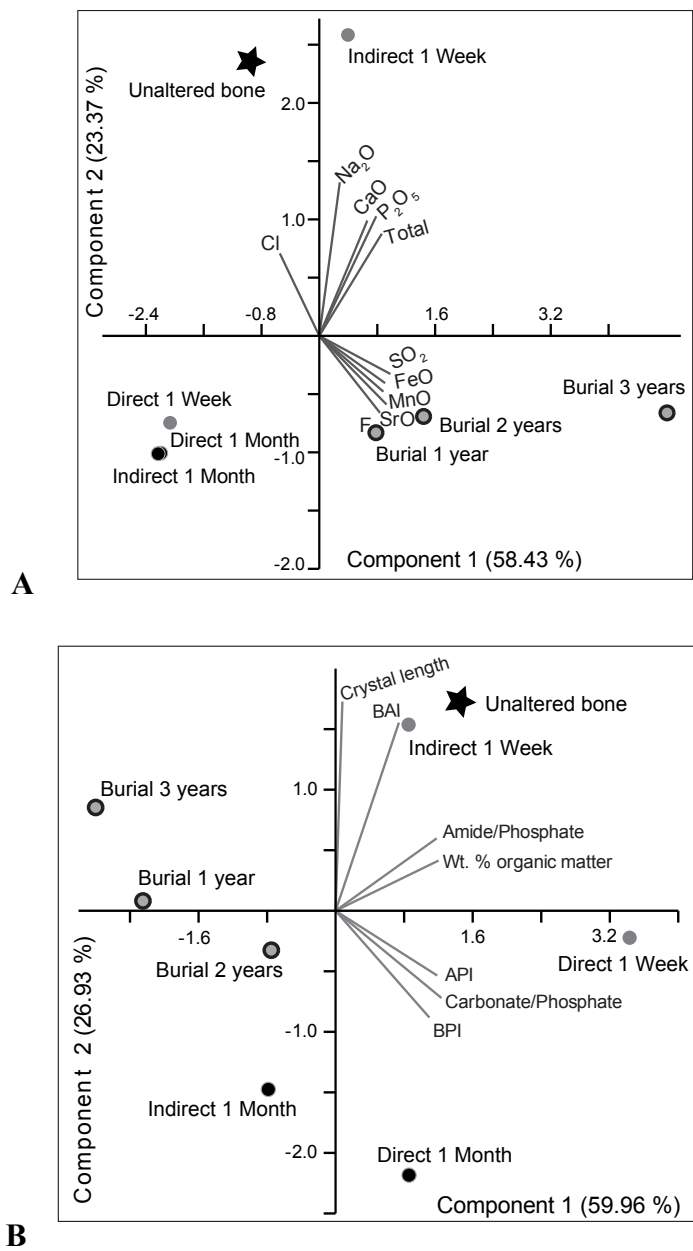 Indirect 1 Week
Unaltered bone
2.0
Component 2 (23.37 %)
Na₂O
CaO
P₂O₅
Total
1.0
Cl
-2.4
-0.8
1.6
3.2
SO₂
FeO
MnO
SrO
F
Direct 1 Week
Direct 1 Month
Indirect 1 Month
Burial 3 years
Burial 2 years
Burial 1 year
-1.0
-2.0
Component 1 (58.43 %)
A
Crystal length
BAI
Unaltered bone
Indirect 1 Week
Burial 3 years
1.0
Amide/Phosphate
Wt. % organic matter
Burial 1 year
-1.6
1.6
3.2
Burial 2 years
Direct 1 Week
Component 2 (26.93 %)
API
Carbonate/Phosphate
BPI
-1.0
Indirect 1 Month
-2.0
Direct 1 Month
Component 1 (59.96 %)
B